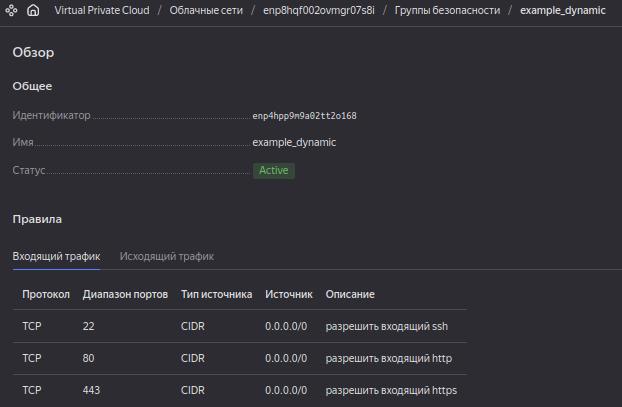 Virtual Private Cloud / Облачные сети / enp8hqf002ovmgr07s8i / Группы безопасности / example_dynamic
Обзор
Общее
Идентификатор enp4hpp9m9a02tt2o168
Имя example_dynamic
Статус Active
Правила
Входящий трафик Исходящий трафик
Протокол Диапазон портов Тип источника Источник Описание
TCP 22 CIDR 0.0.0.0/0 разрешить входящий ssh
TCP 80 CIDR 0.0.0.0/0 разрешить входящий http
TCP 443 CIDR 0.0.0.0/0 разрешить входящий https